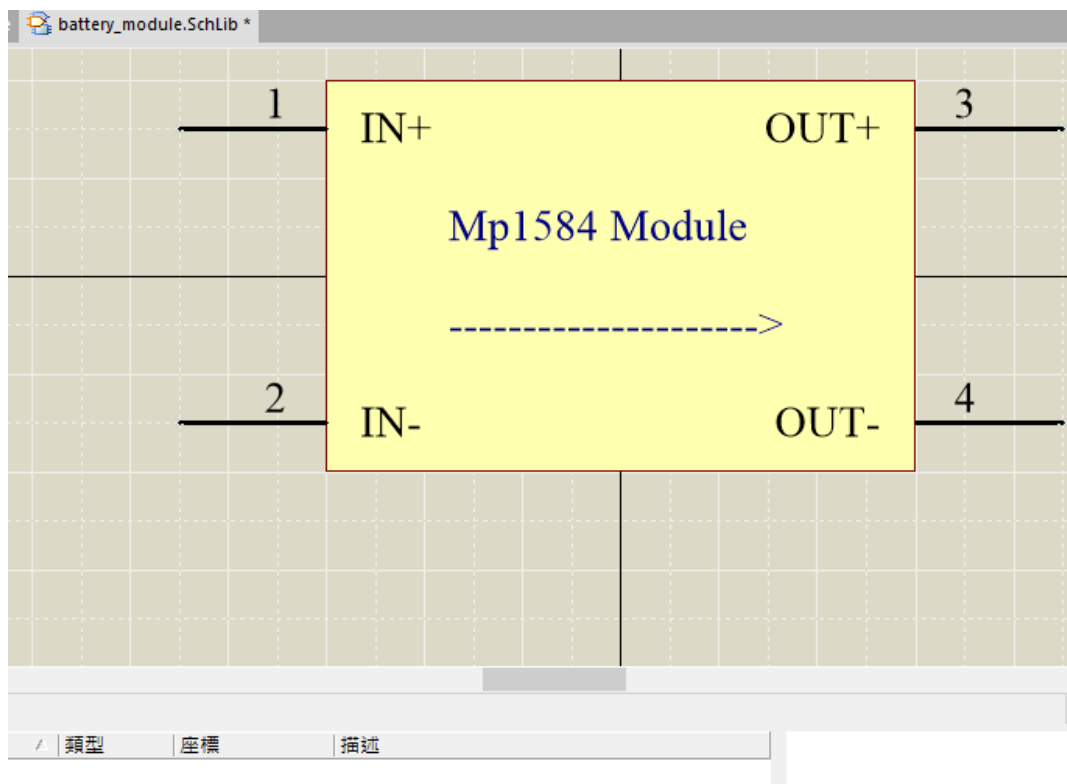 battery_module.SchLib *
1
3
IN+
OUT+
Mp1584 Module
--------------------->
2
4
IN-
OUT-
類型
座標
描述